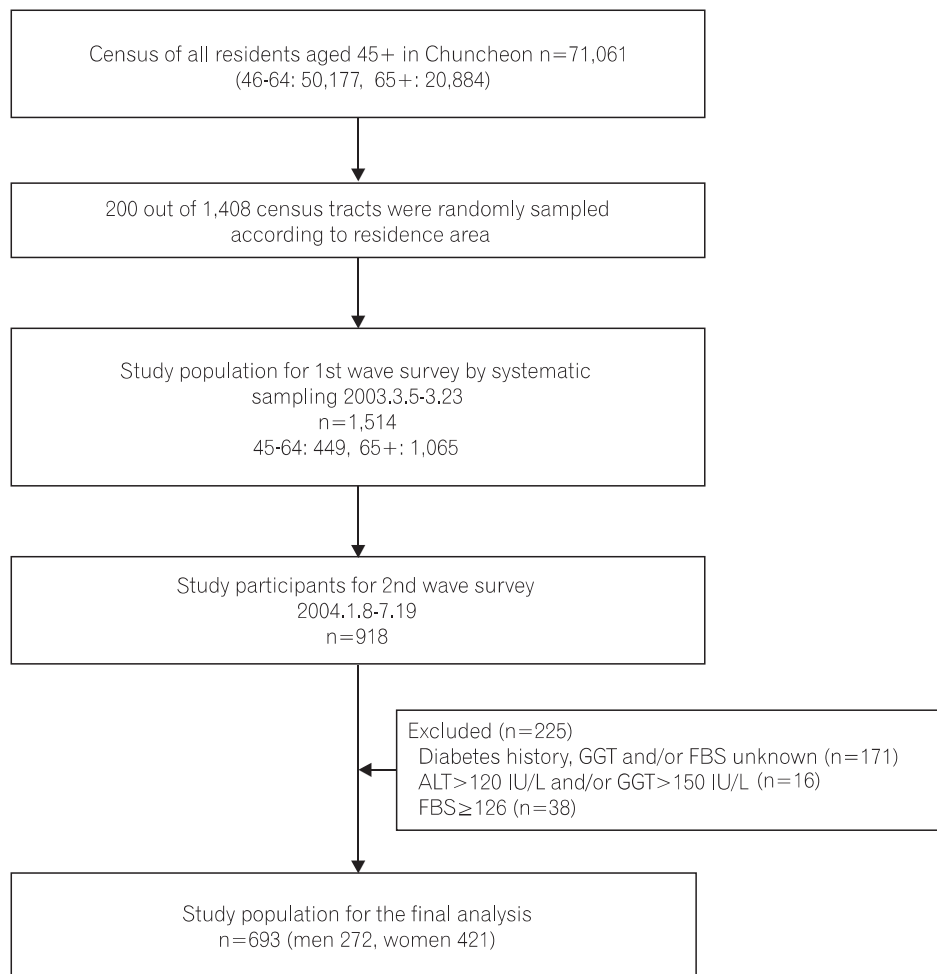 Census of all residents aged 45+ in Chuncheon n=71,061
(46-64: 50,177, 65+: 20,884)
200 out of 1,408 census tracts were randomly sampled
according to residence area
Study population for 1st wave survey by systematic
sampling 2003.3.5-3.23
n=1,514
45-64: 449, 65+: 1,065
Study participants for 2nd wave survey
2004.1.8-7.19
n=918
Excluded (n=225)
Diabetes history, GGT and/or FBS unknown (n=171)
ALT>120 IU/L and/or GGT>150 IU/L (n=16)
FBS≥126 (n=38)
Study population for the final analysis
n=693 (men 272, women 421)